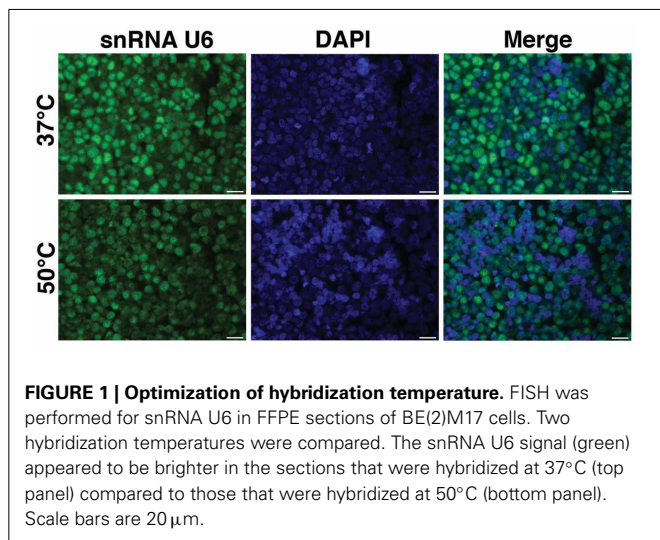 snRNA U6 DAPI Merge
37°C
50°C
FIGURE 1 | Optimization of hybridization temperature. FISH was
performed for snRNA U6 in FFPE sections of BE(2)M17 cells. Two
hybridization temperatures were compared. The snRNA U6 signal (green)
appeared to be brighter in the sections that were hybridized at 37°C (top
panel) compared to those that were hybridized at 50°C (bottom panel).
Scale bars are 20 μm.